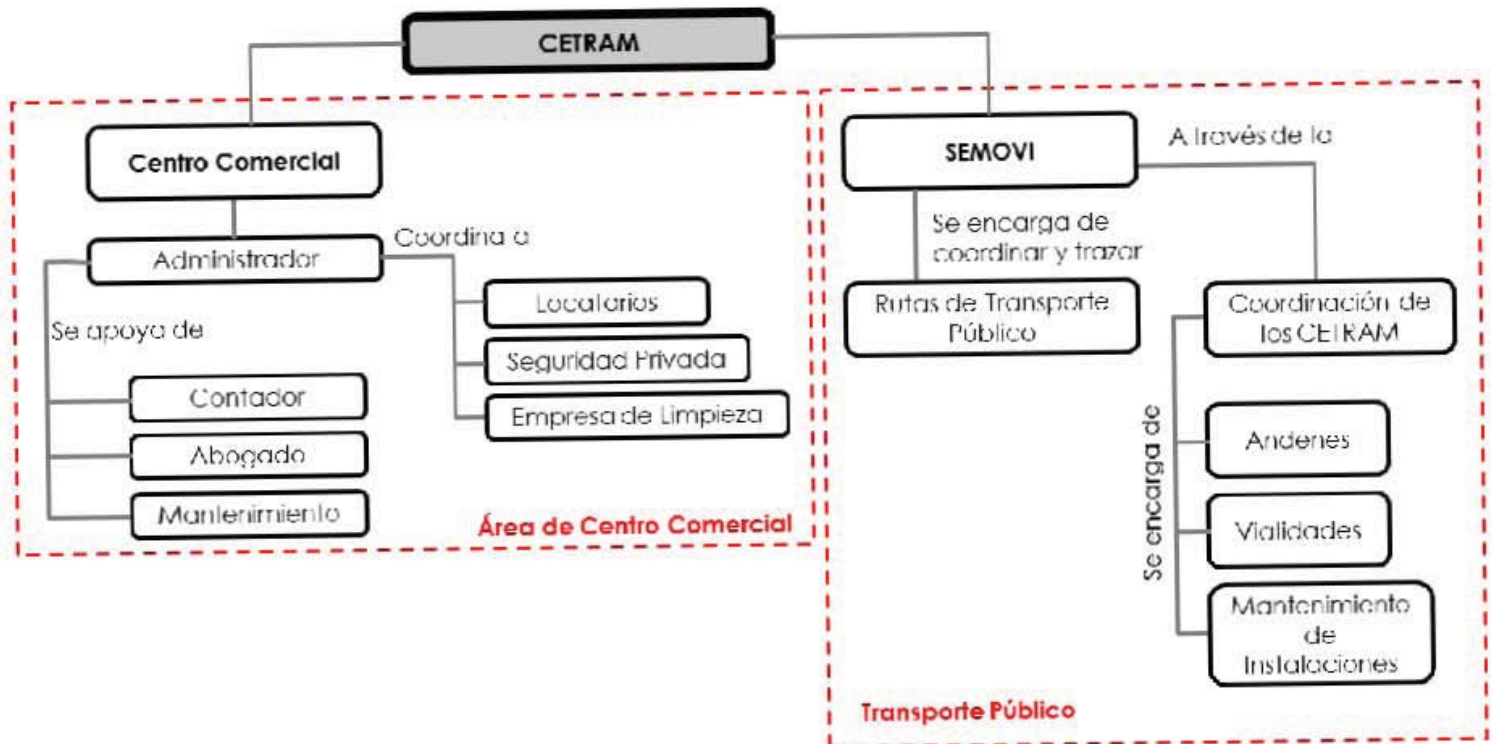 CETRAM
Centro Comercial
Administrador
Coordina a
Locatarios
Seguridad Privada
Empresa de Limpieza
Se apoya de
Contador
Abogado
Mantenimiento
Área de Centro Comercial
SEMOVI
A través de la
Se encarga de
coordinar y trazar
Rutas de Transporte
Público
Coordinación de
los CETRAM
Se encarga de
Andenes
Vialidades
Mantenimiento
de
Instalaciones
Transporte Público